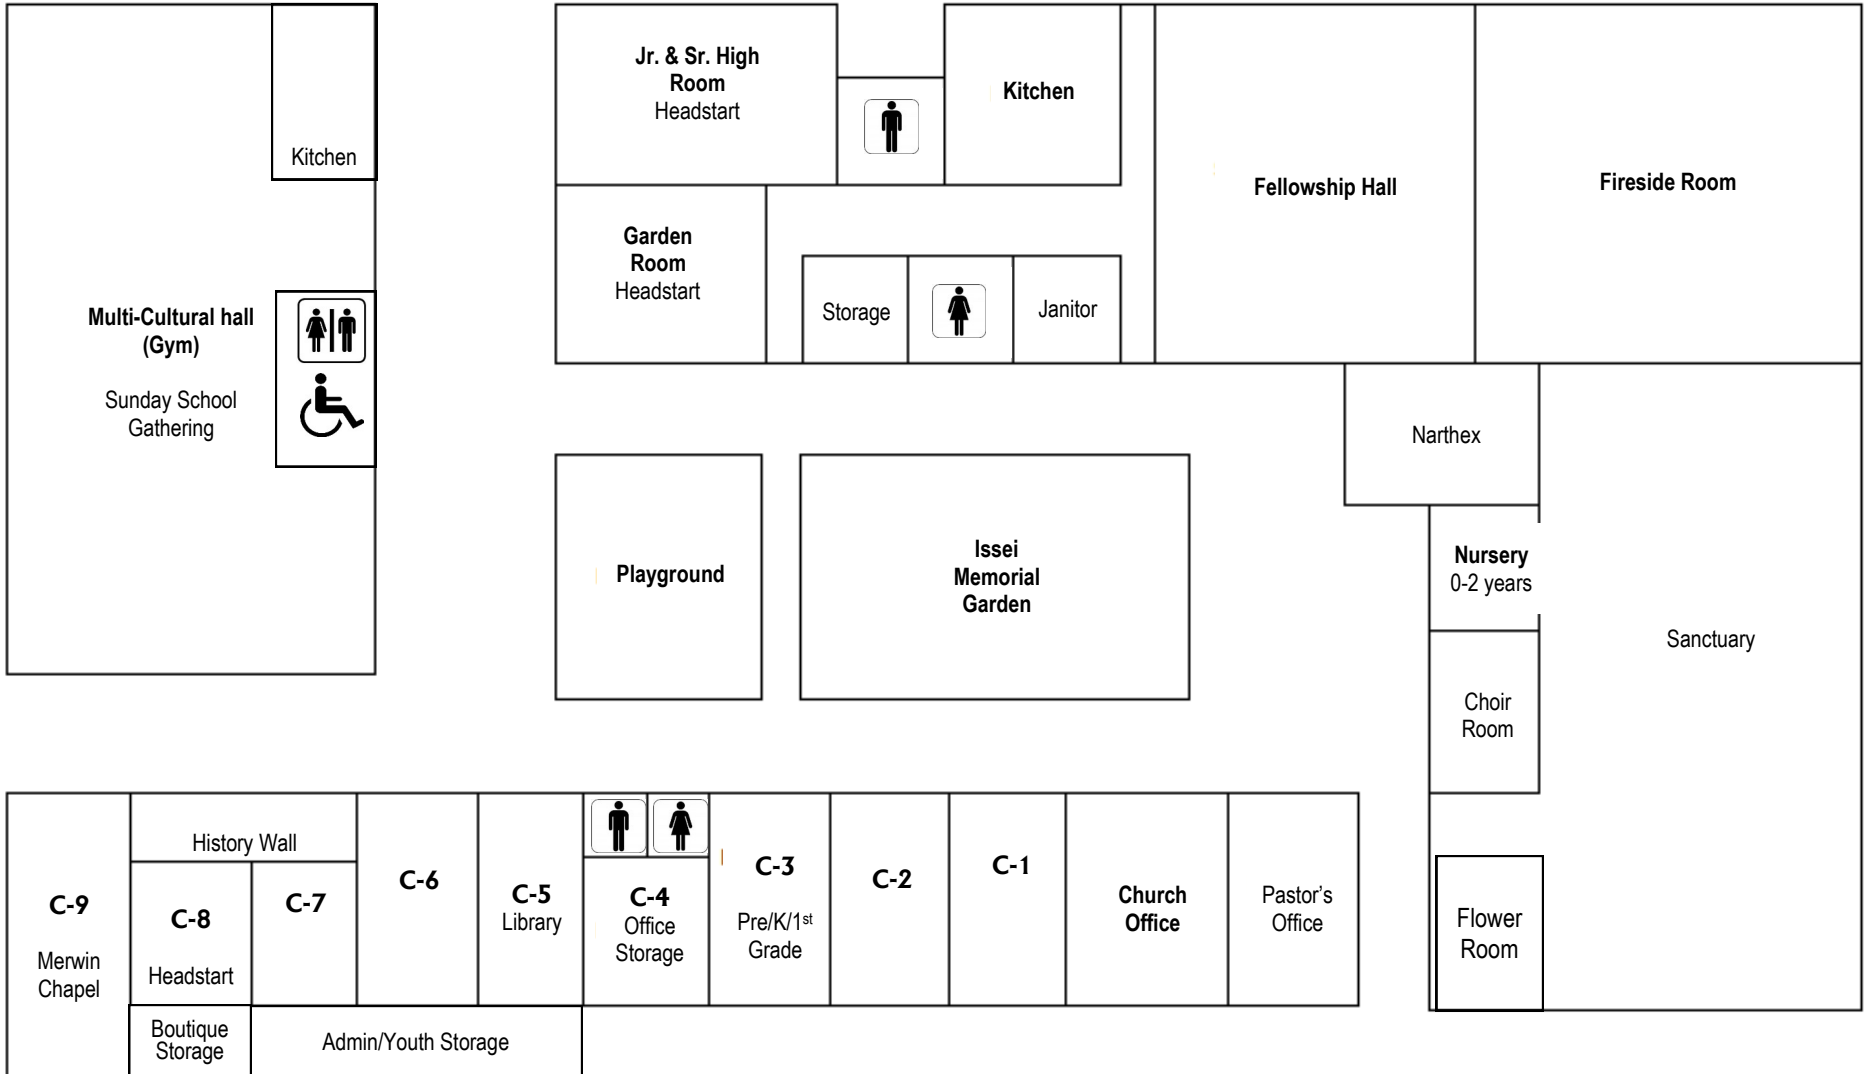 Jr. & Sr. High
Room
Headstart
Kitchen
Kitchen
Fellowship Hall
Fireside Room
Garden
Room
Headstart
Storage
Janitor
Multi-Cultural hall
(Gym)
Sunday School
Gathering
Narthex
Playground
Issei
Memorial
Garden
Nursery
0-2 years
Sanctuary
Choir
Room
History Wall
C-9
Merwin
Chapel
C-8
Headstart
C-7
C-6
C-5
Library
C-4
Office
Storage
C-3
Pre/K/1st
Grade
C-2
C-1
Church
Office
Pastor’s
Office
Flower
Room
Boutique
Storage
Admin/Youth Storage